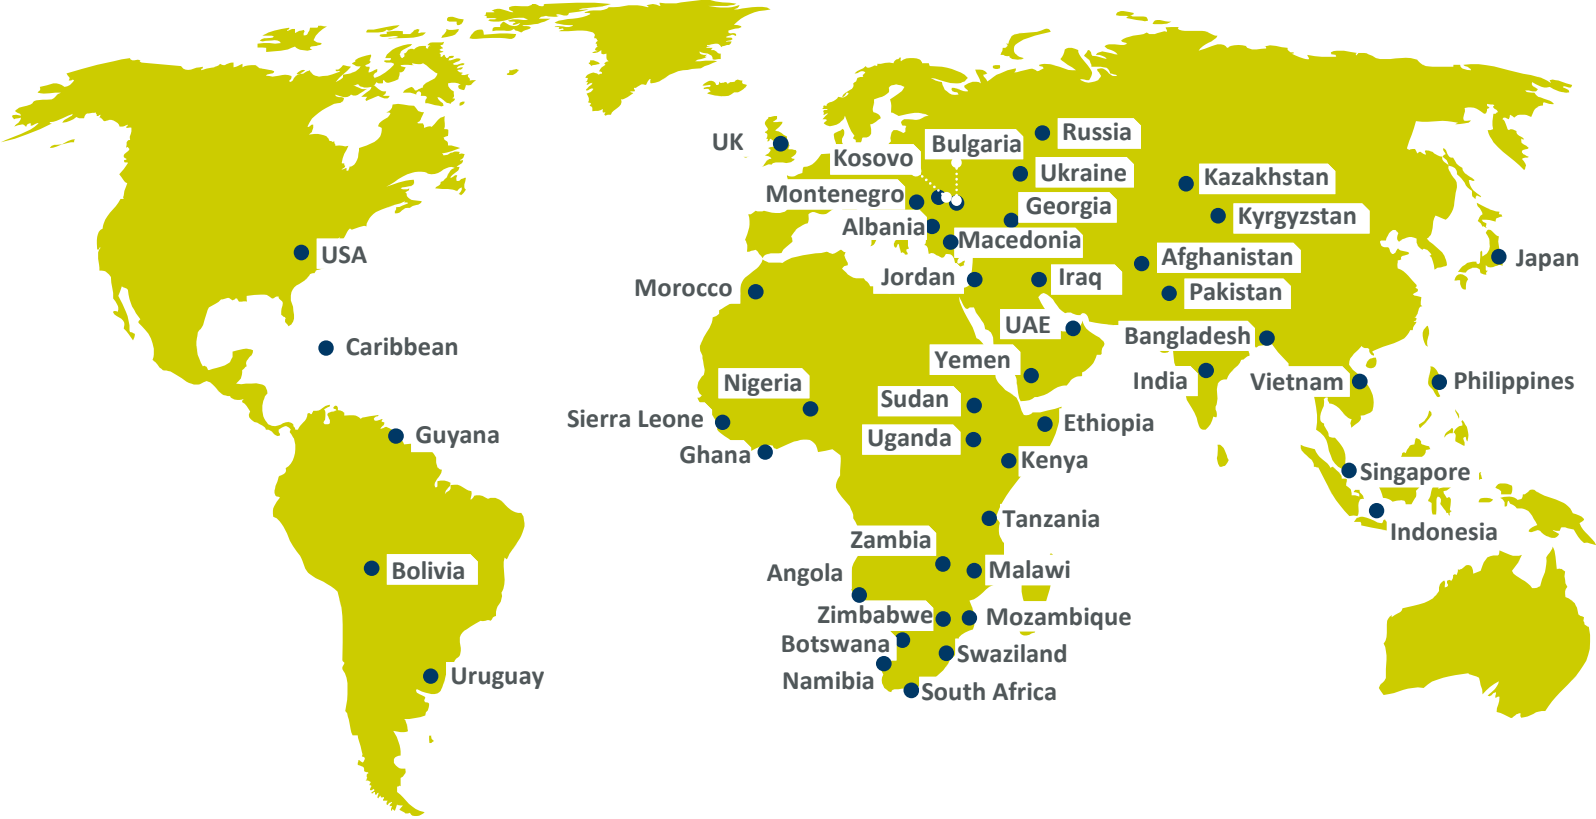 Russia
UK
Bulgaria
Kosovo
Ukraine
Kazakhstan
Montenegro
Georgia
Kyrgyzstan
Albania
Macedonia
USA
Afghanistan
Japan
Jordan
Iraq
Morocco
Pakistan
UAE
Bangladesh
Caribbean
Yemen
India
Vietnam
Philippines
Nigeria
Sudan
Sierra Leone
Ethiopia
Guyana
Uganda
Ghana
Kenya
Singapore
Tanzania
Indonesia
Zambia
Bolivia
Angola
Malawi
Zimbabwe
Mozambique
Botswana
Swaziland
Uruguay
Namibia
South Africa